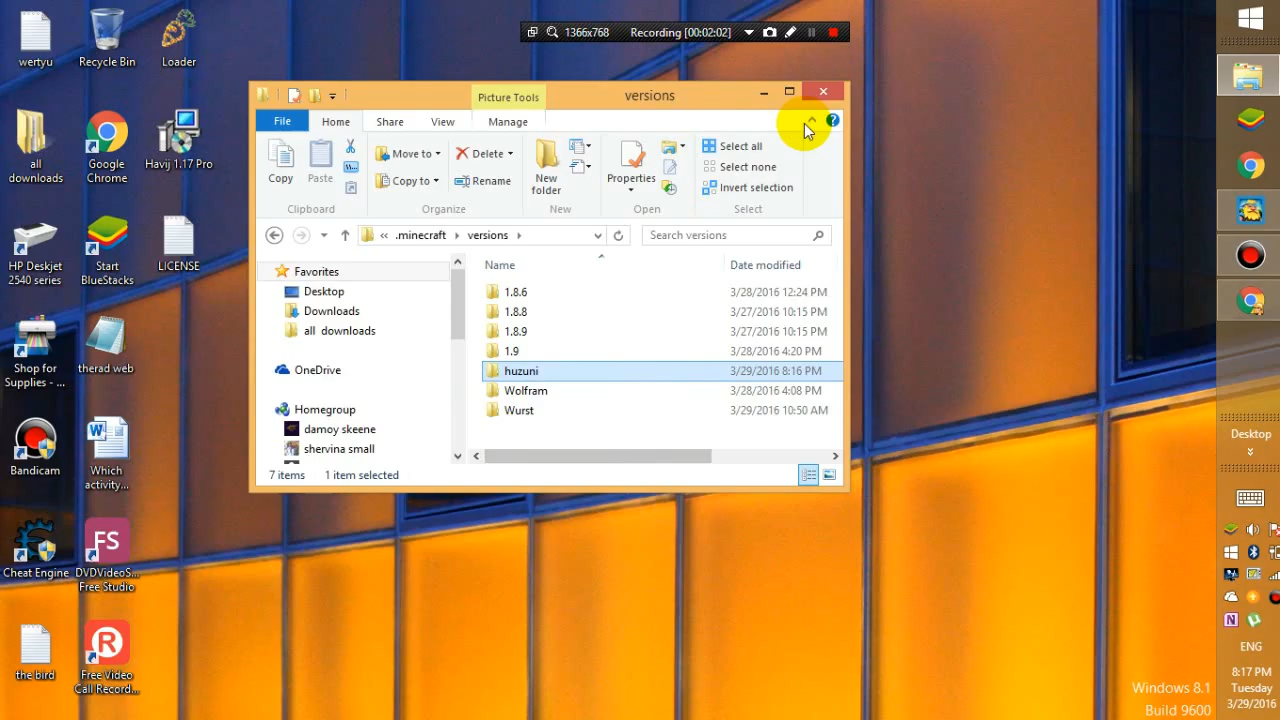 1366x768 Recording [00:02:02]
wertyu
Recycle Bin
Loader
all downloads
Google Chrome
Havij 1.17 Pro
HP Deskjet 2540 series
Start BlueStacks
LICENSE
Shop for Supplies - ...
therad web
Bandicam
Which activity...
Cheat Engine
FS
DVDVideoS... Free Studio
the bird
R
Free Video Call Record...
Picture Tools
versions
File Home Share View Manage
Copy
Paste
Move to
Copy to
Delete
Rename
New folder
Properties
Select all
Select none
Invert selection
Clipboard Organize New Open Select
« .minecraft versions
Search versions
Favorites
Desktop
Downloads
all downloads
OneDrive
Homegroup
damoy skeene
shervina small
Name Date modified
1.8.6 3/28/2016 12:24 PM
1.8.8 3/27/2016 10:15 PM
1.8.9 3/27/2016 10:15 PM
1.9 3/28/2016 4:20 PM
huzuni 3/29/2016 8:16 PM
Wolfram 3/28/2016 4:08 PM
Wurst 3/29/2016 10:50 AM
7 items 1 item selected
Desktop
ENG
8:17 PM
Tuesday
3/29/2016
Windows 8.1
Build 9600